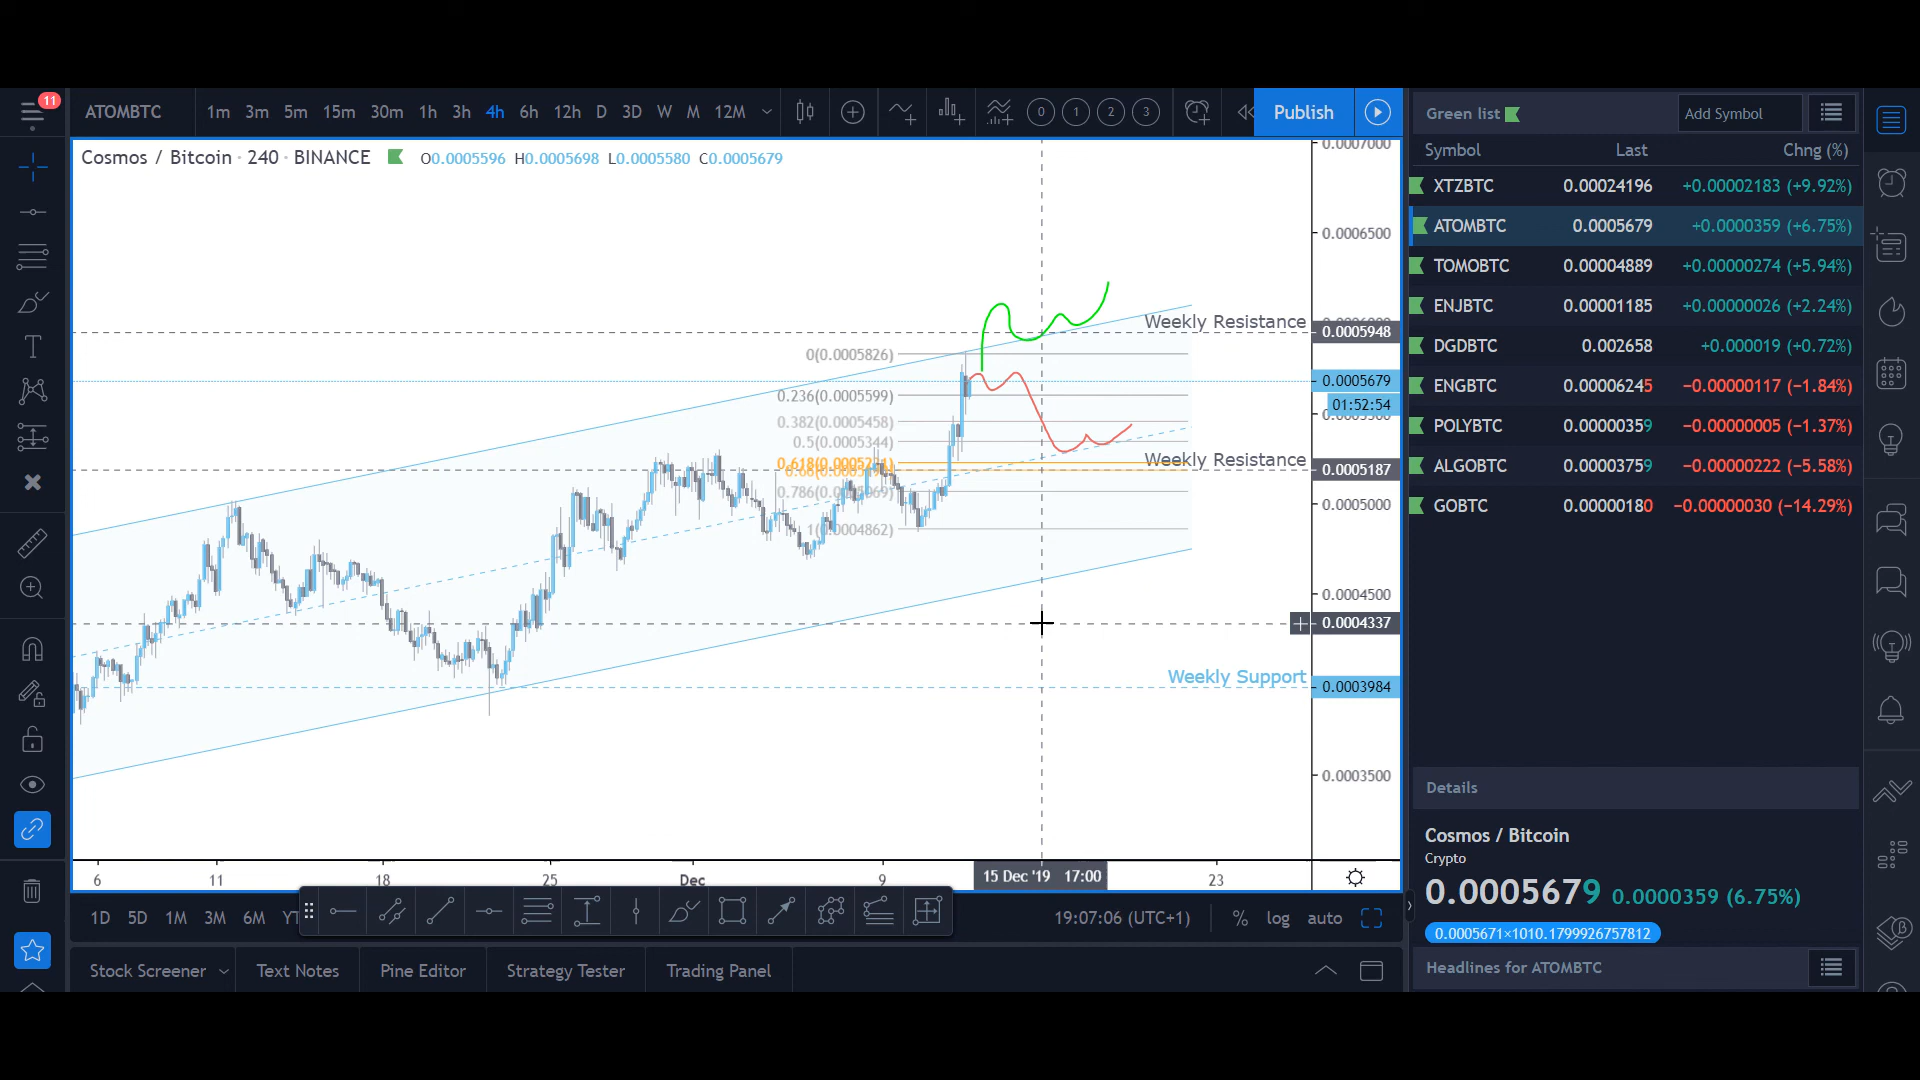 11
ATOMBTC 1m 3m 5m 15m 30m 1h 3h 4h 6h 12h D 3D W M 12M 0 1 2 3 Publish
Cosmos / Bitcoin · 240 · BINANCE O0.0005596 H0.0005698 L0.0005580 C0.0005679
0.0007000
0.0006500
Weekly Resistance 0.0005948
0(0.0005826)
0.0005679
0.236(0.0005599)
01:52:54
0.382(0.0005458)
0.5(0.0005344)
Weekly Resistance 0.0005187
0.0005000
1(0.0004862)
0.0004500
0.0004337
Weekly Support 0.0003984
0.0003500
6 11 18 25 Dec 9 15 Dec '19 17:00 23
1D 5D 1M 3M 6M 19:07:06 (UTC+1) % log auto
Stock Screener Text Notes Pine Editor Strategy Tester Trading Panel
Green list Add Symbol
Symbol Last Chng (%)
XTZBTC 0.00024196 +0.00002183 (+9.92%)
ATOMBTC 0.0005679 +0.0000359 (+6.75%)
TOMOBTC 0.00004889 +0.00000274 (+5.94%)
ENJBTC 0.00001185 +0.00000026 (+2.24%)
DGDBTC 0.002658 +0.000019 (+0.72%)
ENGBTC 0.00006245 −0.00000117 (−1.84%)
POLYBTC 0.00000359 −0.00000005 (−1.37%)
ALGOBTC 0.00003759 −0.00000222 (−5.58%)
GOBTC 0.00000180 −0.00000030 (−14.29%)
Details
Cosmos / Bitcoin
Crypto
0.0005679 0.0000359 (6.75%)
0.0005671×1010.1799926757812
Headlines for ATOMBTC